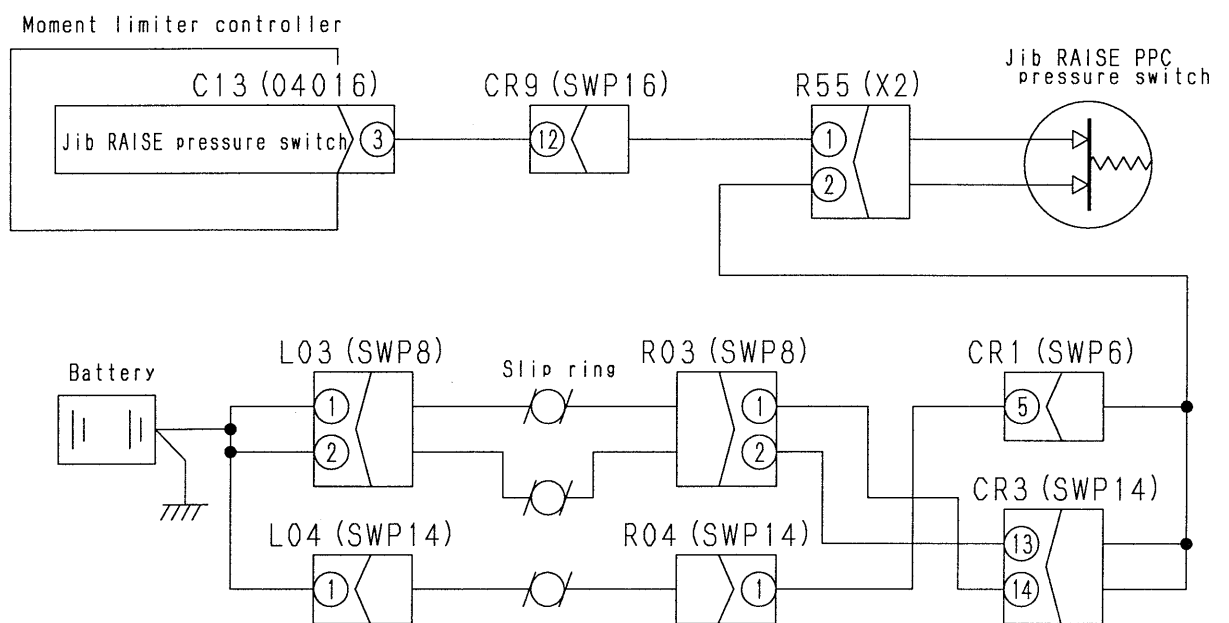 Moment limiter controller
C13 (04016)
CR9 (SWP16)
R55 (X2)
Jib RAISE PPC
pressure switch
Jib RAISE pressure switch
3
12
1
2
L03 (SWP8)
Slip ring
R03 (SWP8)
CR1 (SWP6)
Battery
1
2
1
2
5
CR3 (SWP14)
L04 (SWP14)
R04 (SWP14)
13
14
1
1